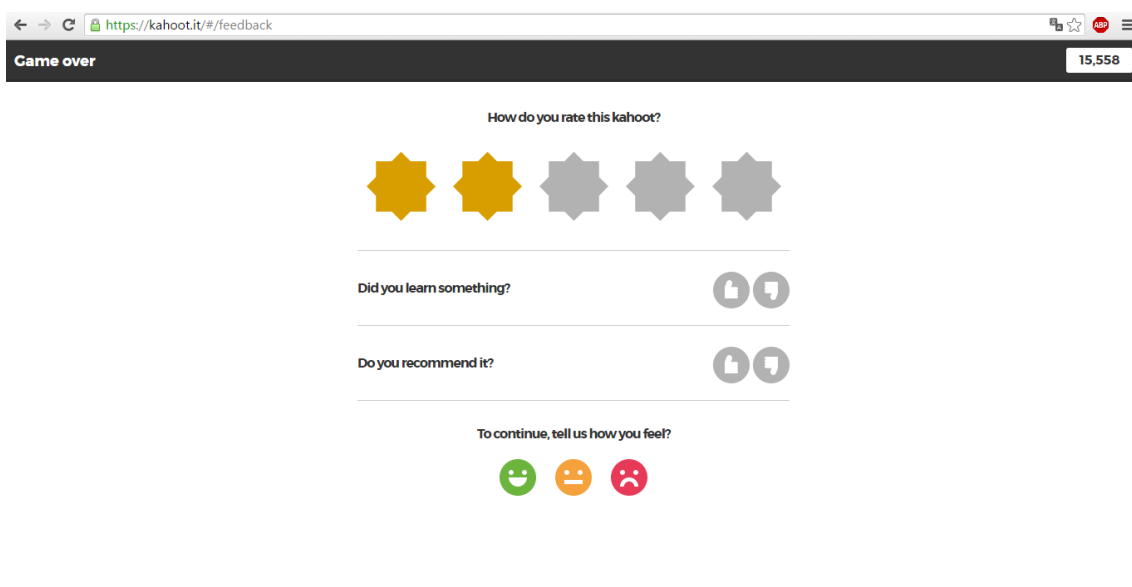 https://kahoot.it/#/feedback
ABP
Game over
15,558
How do you rate this kahoot?
Did you learn something?
Do you recommend it?
To continue, tell us how you feel?